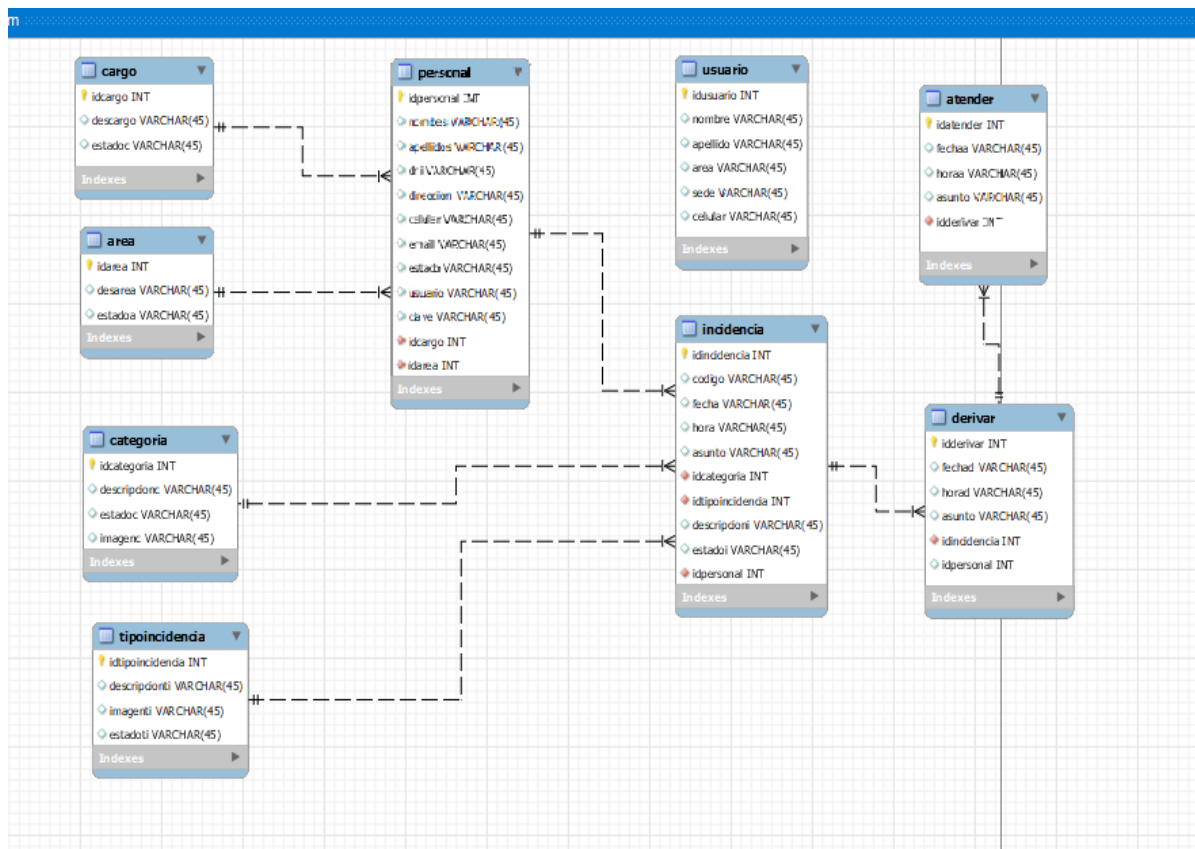 m
cargo
idcargo INT
descargo VARCHAR(45)
estadoc VARCHAR(45)
Indexes
area
idarea INT
desarea VARCHAR(45)
estadoa VARCHAR(45)
Indexes
categoria
idcategoria INT
descripcionc VARCHAR(45)
estadoc VARCHAR(45)
imagenc VARCHAR(45)
Indexes
tipoincidencia
idtipoincidencia INT
descripcionti VARCHAR(45)
imagenti VARCHAR(45)
estadoti VARCHAR(45)
Indexes
personal
idpersonal INT
nombes VARCHAR(45)
apellidos VARCHAR(45)
dni VARCHAR(45)
direccion VARCHAR(45)
celular VARCHAR(45)
email VARCHAR(45)
estado VARCHAR(45)
usuario VARCHAR(45)
clave VARCHAR(45)
idcargo INT
idarea INT
Indexes
usuario
idusuario INT
nombre VARCHAR(45)
apellido VARCHAR(45)
area VARCHAR(45)
sede VARCHAR(45)
celular VARCHAR(45)
Indexes
incidencia
idincidencia INT
codigo VARCHAR(45)
fecha VARCHAR(45)
hora VARCHAR(45)
asunto VARCHAR(45)
idcategoria INT
idtipoincidencia INT
descripcioni VARCHAR(45)
estadoi VARCHAR(45)
idpersonal INT
Indexes
atender
idatender INT
fechaa VARCHAR(45)
horaa VARCHAR(45)
asunto VARCHAR(45)
idderivar INT
Indexes
derivar
idderivar INT
fechad VARCHAR(45)
horad VARCHAR(45)
asunto VARCHAR(45)
idincidencia INT
idpersonal INT
Indexes